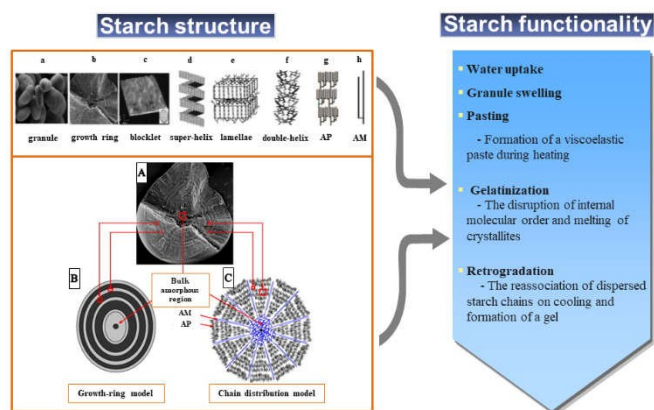 Starch structure
a b c d e f g h
granule growth ring blocklet super-helix lamellae double-helix AP AM
A
B
C
Bulk
amorphous
region
AM
AP
Growth-ring model
Chain distribution model
Starch functionality
Water uptake
Granule swelling
Pasting
- Formation of a viscoelastic
paste during heating
Gelatinization
- The disruption of internal
molecular order and melting of
crystallites
Retrogradation
- The reassociation of dispersed
starch chains on cooling and
formation of a gel